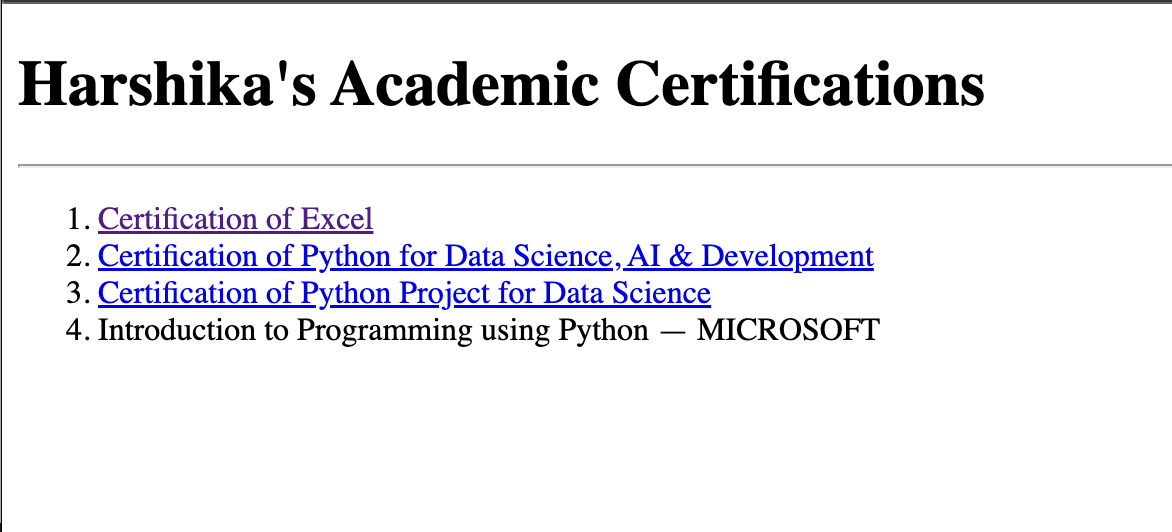 Harshika's Academic Certifications
1. Certification of Excel
2. Certification of Python for Data Science, AI & Development
3. Certification of Python Project for Data Science
4. Introduction to Programming using Python — MICROSOFT